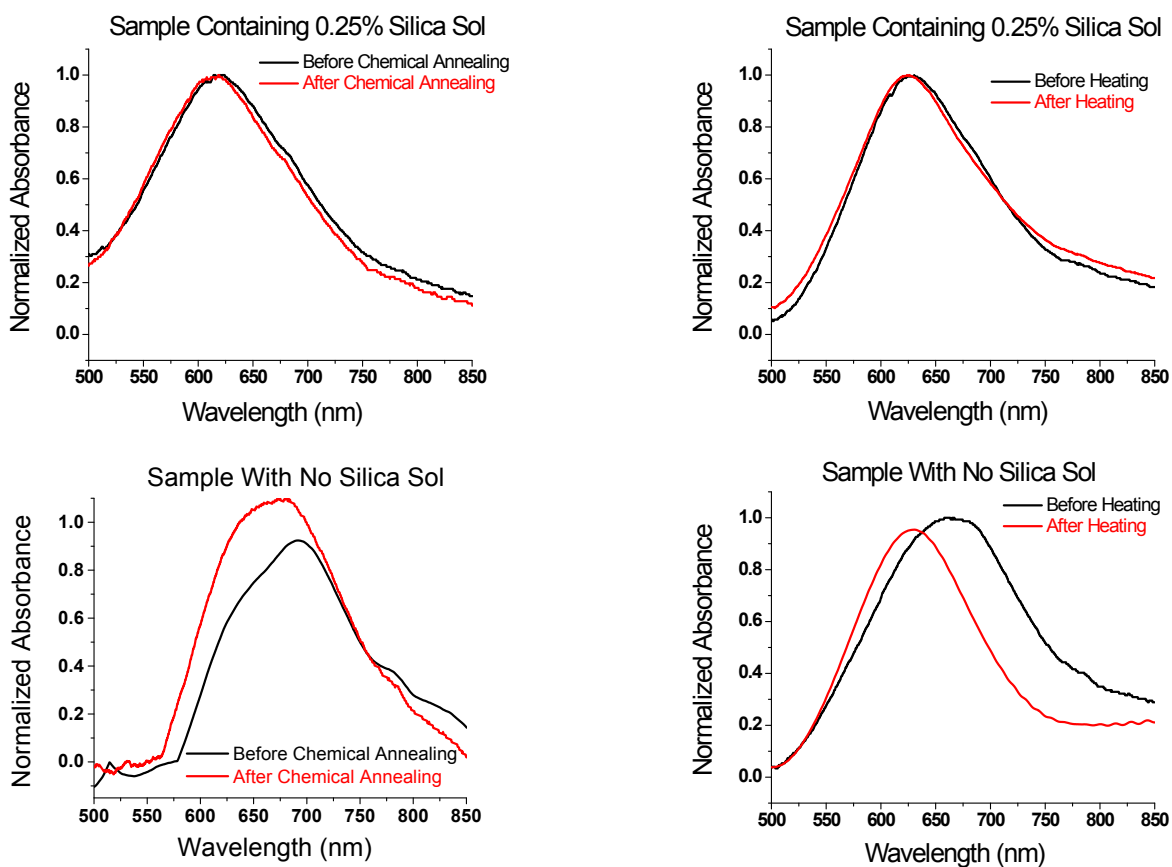 Sample Containing 0.25% Silica Sol
Before Chemical Annealing
After Chemical Annealing
Normalized Absorbance
1.0
0.8
0.6
0.4
0.2
0.0
500 550 600 650 700 750 800 850
Wavelength (nm)
Sample Containing 0.25% Silica Sol
Before Heating
After Heating
Normalized Absorbance
1.0
0.8
0.6
0.4
0.2
0.0
500 550 600 650 700 750 800 850
Wavelength (nm)
Sample With No Silica Sol
Normalized Absorbance
1.0
0.8
0.6
0.4
0.2
0.0
Before Chemical Annealing
After Chemical Annealing
500 550 600 650 700 750 800 850
Wavelength (nm)
Sample With No Silica Sol
Before Heating
After Heating
Normalized Absorbance
1.0
0.8
0.6
0.4
0.2
0.0
500 550 600 650 700 750 800 850
Wavelength (nm)